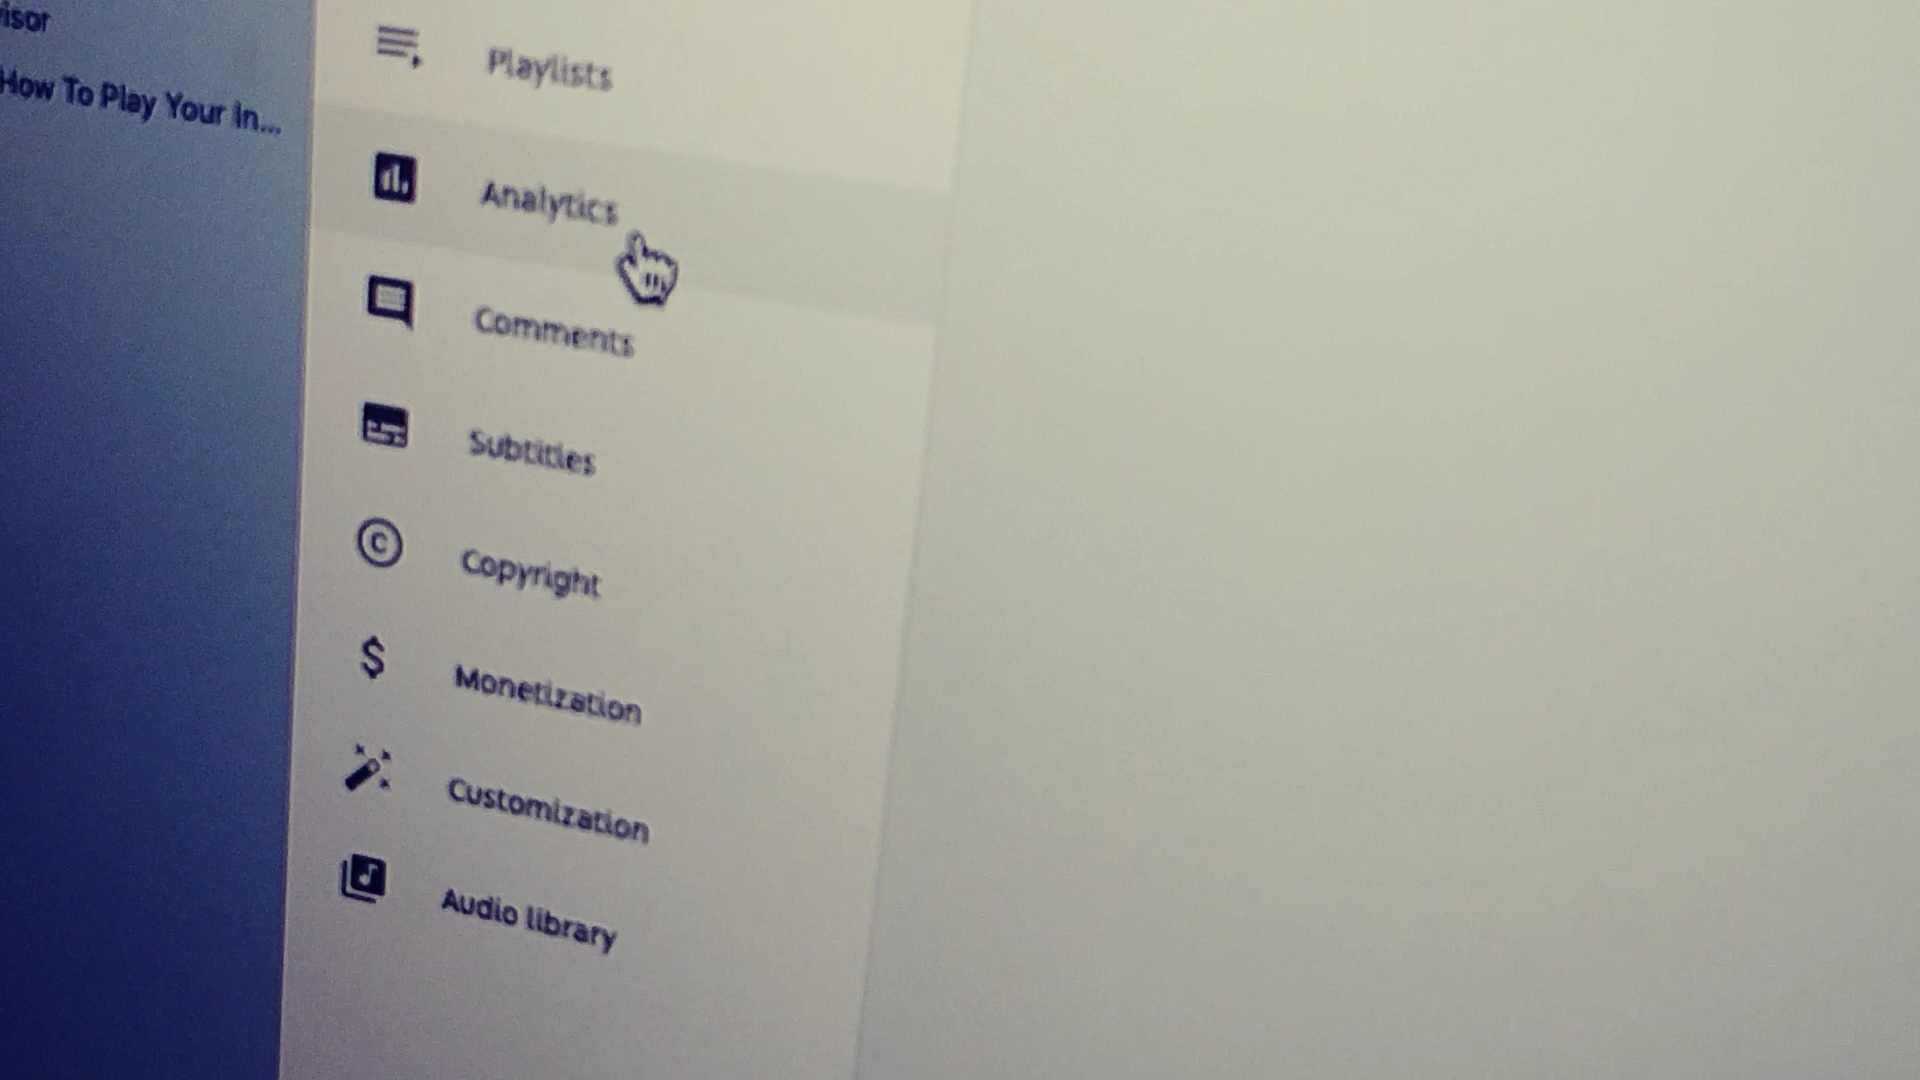 isor
How To Play Your In...
Playlists
Analytics
Comments
Subtitles
Copyright
Monetization
Customization
Audio library